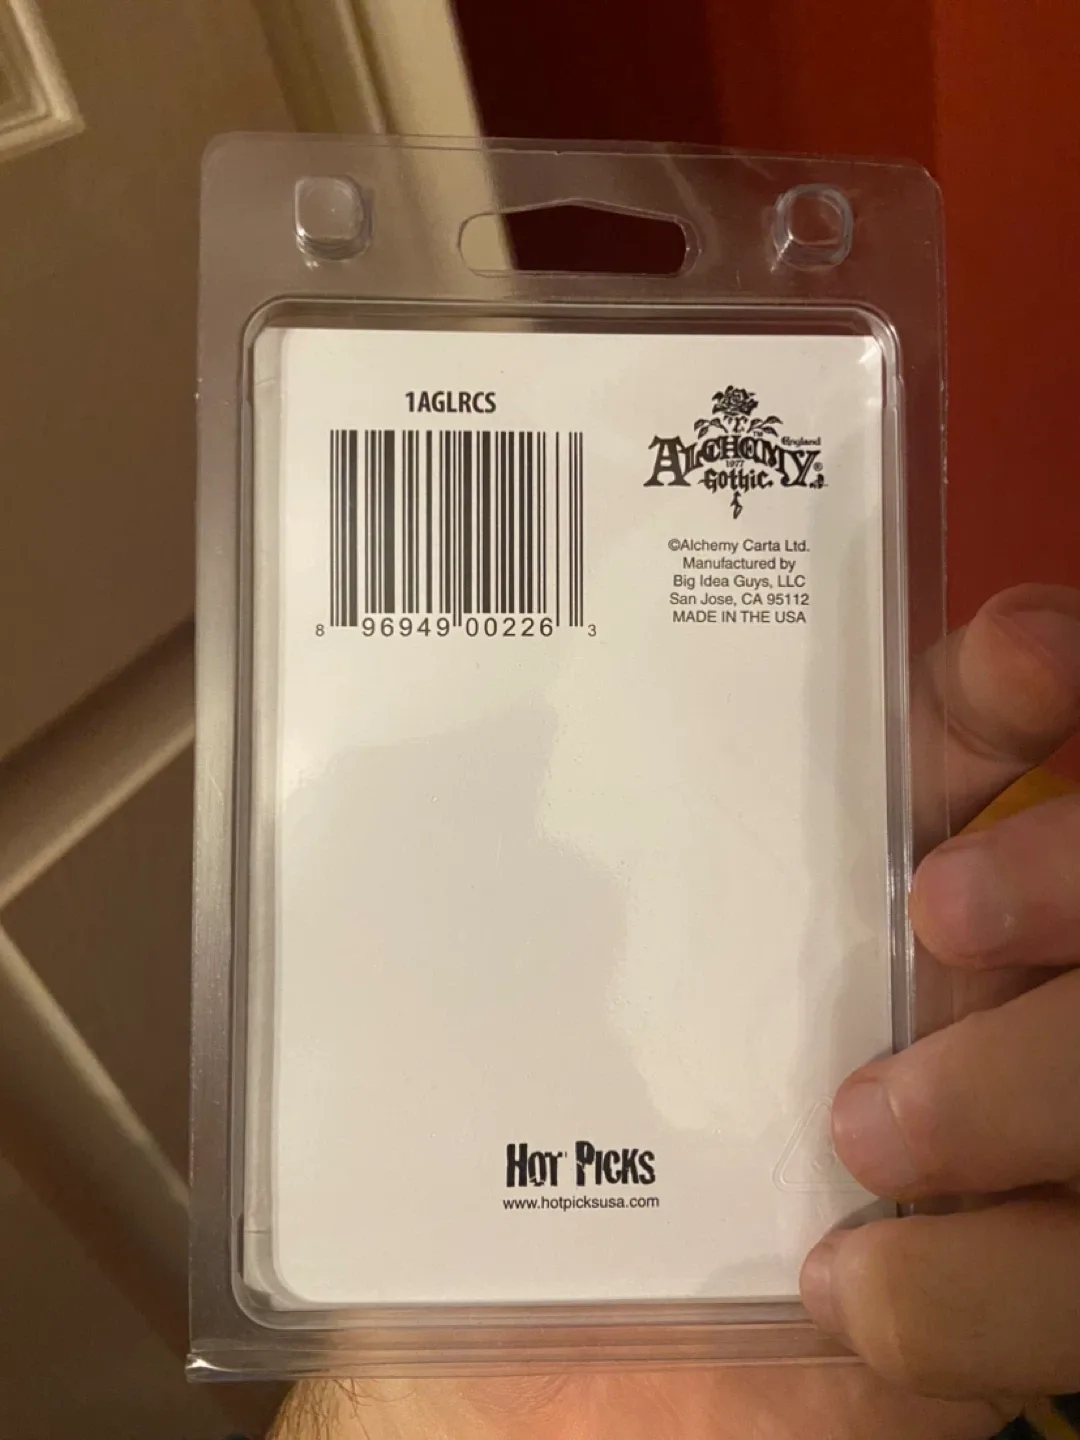 1AGLRCS
8 96949 00226 3
England
ALCHEMY®
1977
Gothic.
©Alchemy Carta Ltd.
Manufactured by
Big Idea Guys, LLC
San Jose, CA 95112
MADE IN THE USA
HOT PICKS
www.hotpicksusa.com